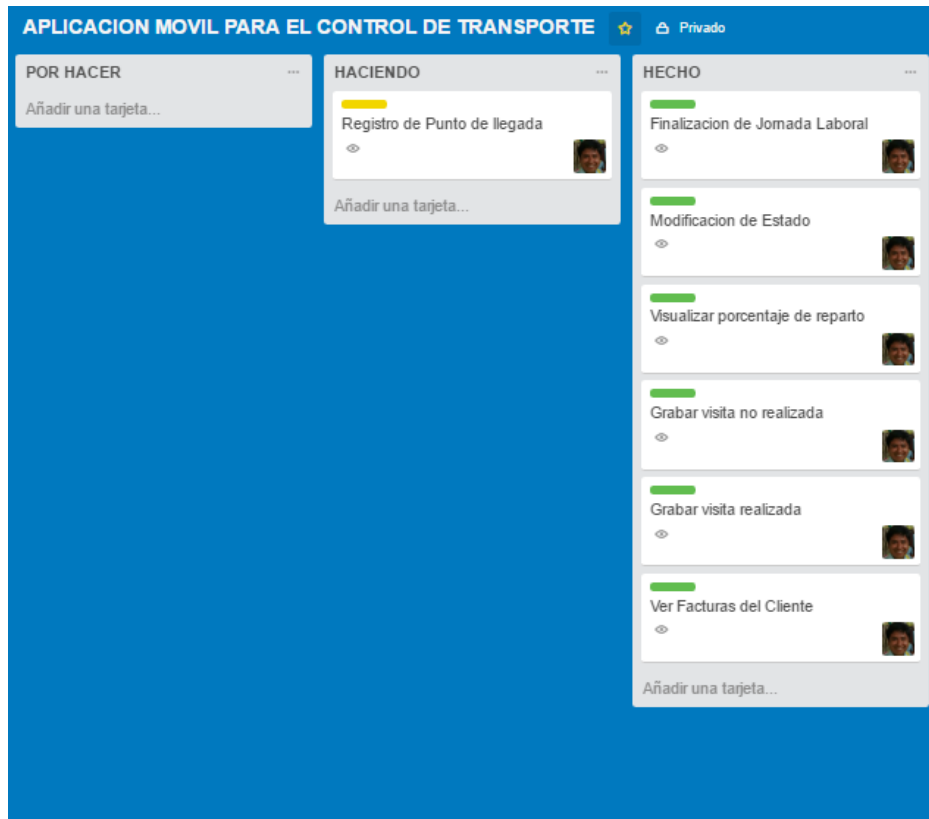 APLICACION MOVIL PARA EL CONTROL DE TRANSPORTE
Privado
POR HACER
Añadir una tarjeta...
HACIENDO
Registro de Punto de llegada
Añadir una tarjeta...
HECHO
Finalizacion de Jornada Laboral
Modificacion de Estado
Visualizar porcentaje de reparto
Grabar visita no realizada
Grabar visita realizada
Ver Facturas del Cliente
Añadir una tarjeta...